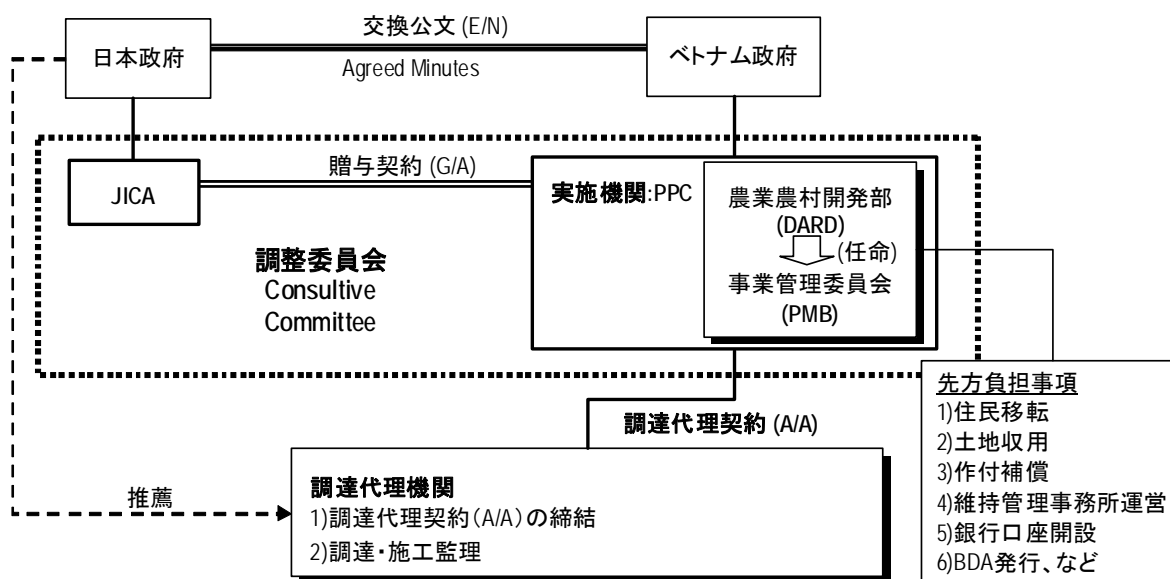 交換公文 (E/N)
日本政府
ベトナム政府
Agreed Minutes
贈与契約 (G/A)
JICA
実施機関:PPC
農業農村開発部
(DARD)
(任命)
事業管理委員会
(PMB)
調整委員会
Consultive
Committee
先方負担事項
1)住民移転
2)土地収用
3)作付補償
4)維持管理事務所運営
5)銀行口座開設
6)BDA発行、など
調達代理契約 (A/A)
推薦
調達代理機関
1)調達代理契約(A/A)の締結
2)調達・施工監理